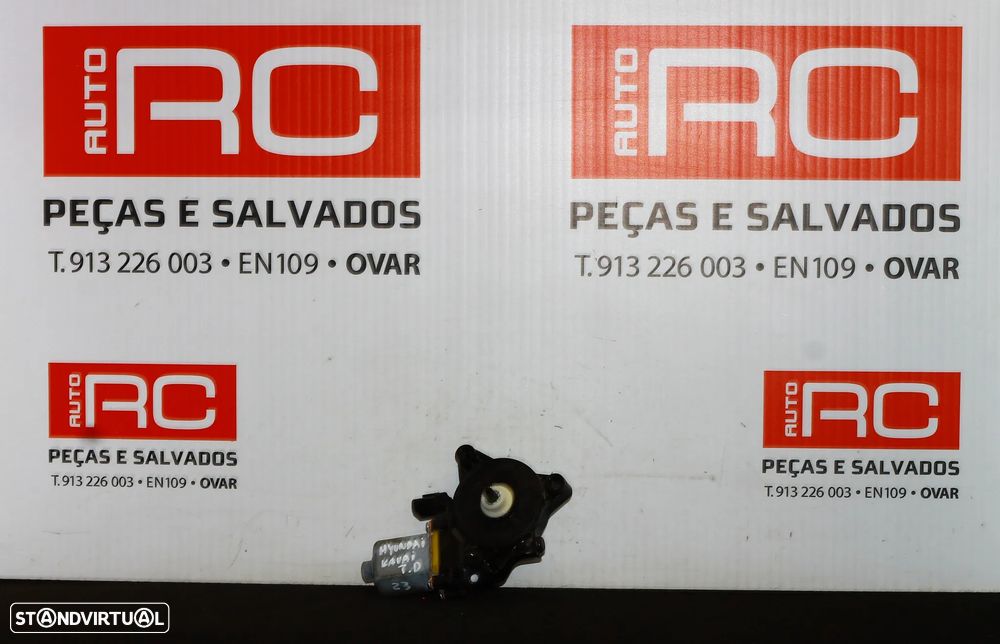 AUTO RC
PEÇAS E SALVADOS
T. 913 226 003 • EN109 • OVAR
AUTO RC
PEÇAS E SALVADOS
T. 913 226 003 • EN109 • OVAR
AUTO RC
PEÇAS E SALVADOS
T. 913 226 003 • EN109 • OVAR
AUTO RC
PEÇAS E SALVADOS
T. 913 226 003 • EN109 • OVAR
HYUNDAI
KAUAI
T.D
23
STANDVIRTUAL